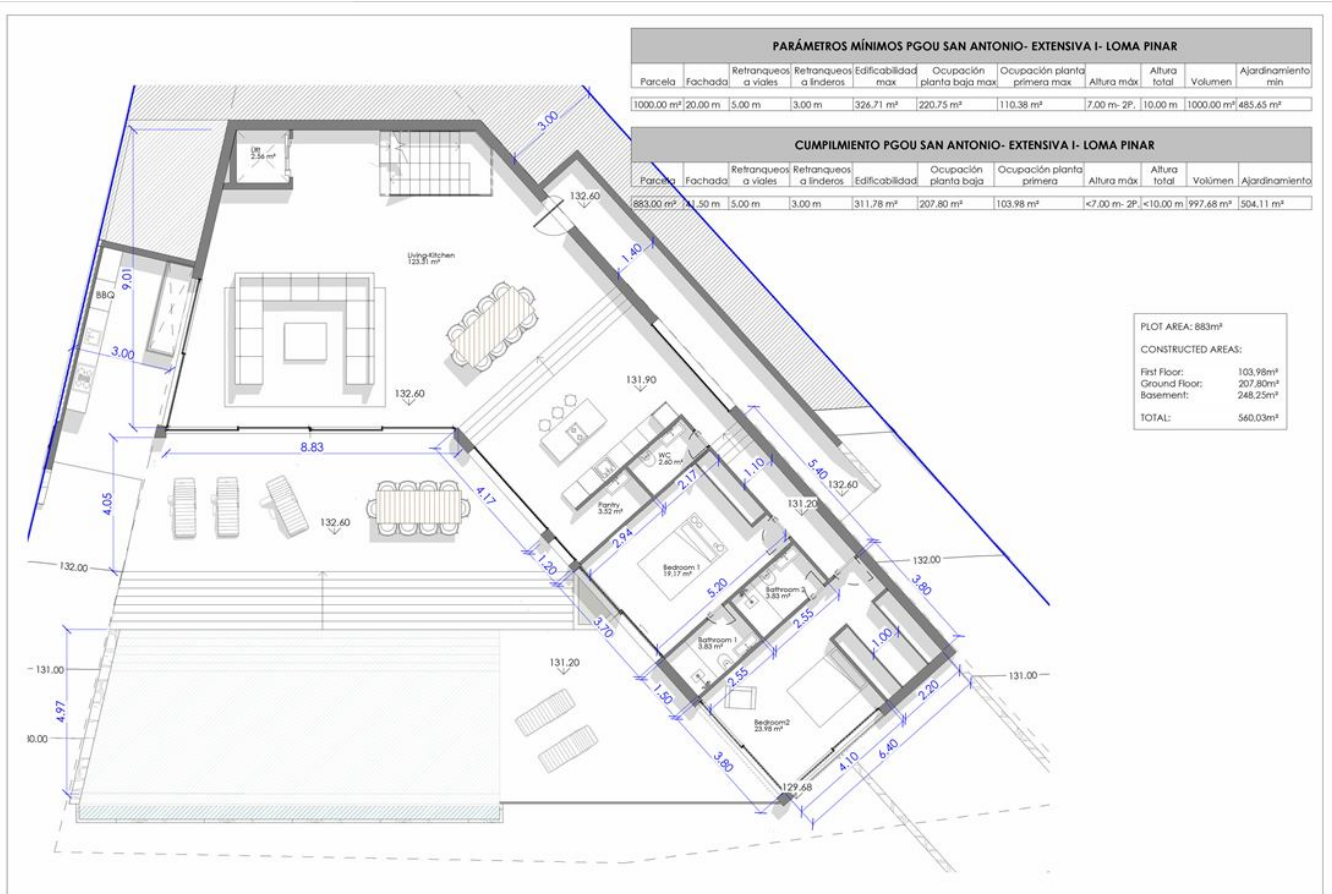 PARÁMETROS MÍNIMOS PGOU SAN ANTONIO- EXTENSIVA I- LOMA PINAR
Parcela Fachada Retranqueos a viales Retranqueos a linderos Edificabilidad max Ocupación planta baja max Ocupación planta primera max Altura máx Altura total Volumen Ajardinamiento min
1000.00 m² 20.00 m 5.00 m 3.00 m 326.71 m² 220.75 m² 110.38 m² 7.00 m- 2P. 10.00 m 1000.00 m³ 485.65 m²
CUMPILMIENTO PGOU SAN ANTONIO- EXTENSIVA I- LOMA PINAR
Parcela Fachada Retranqueos a viales Retranqueos a linderos Edificabilidad Ocupación planta baja Ocupación planta primera Altura máx Altura total Volúmen Ajardinamiento
883.00 m² 41.50 m 5.00 m 3.00 m 311.78 m² 207.80 m² 103.98 m² <7.00 m- 2P. <10.00 m 997.68 m³ 504.11 m²
PLOT AREA: 883m²
CONSTRUCTED AREAS:
First Floor: 103,98m²
Ground Floor: 207,80m²
Basement: 248,25m²
TOTAL: 560,03m²
3.00
Lift
2.56 m²
132.60
1.40
Living-Kitchen
123.31 m²
9.01
BBQ
3.00
132.60
131.90
8.83
WC
2.60 m²
2.17
1.10
5.40
132.60
131.20
4.05
132.60
4.17
Pantry
3.52 m²
2.94
1.20
Bedroom 1
19.17 m²
5.20
132.00
132.00
3.80
Bathroom 2
3.83 m²
2.55
3.70
Bathroom 1
3.83 m²
1.00
131.00
131.20
131.00
2.55
1.50
2.20
4.97
Bedroom2
23.98 m²
3.80
4.10
6.40
129.68